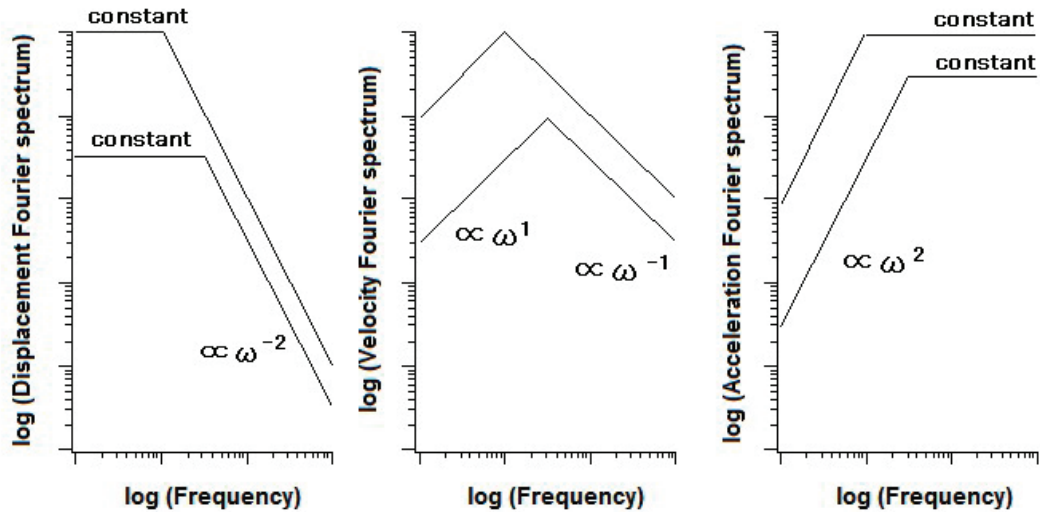 log (Displacement Fourier spectrum)
constant
constant
∝ ω⁻²
log (Frequency)
log (Velocity Fourier spectrum)
∝ ω¹
∝ ω⁻¹
log (Frequency)
log (Acceleration Fourier spectrum)
constant
constant
∝ ω²
log (Frequency)